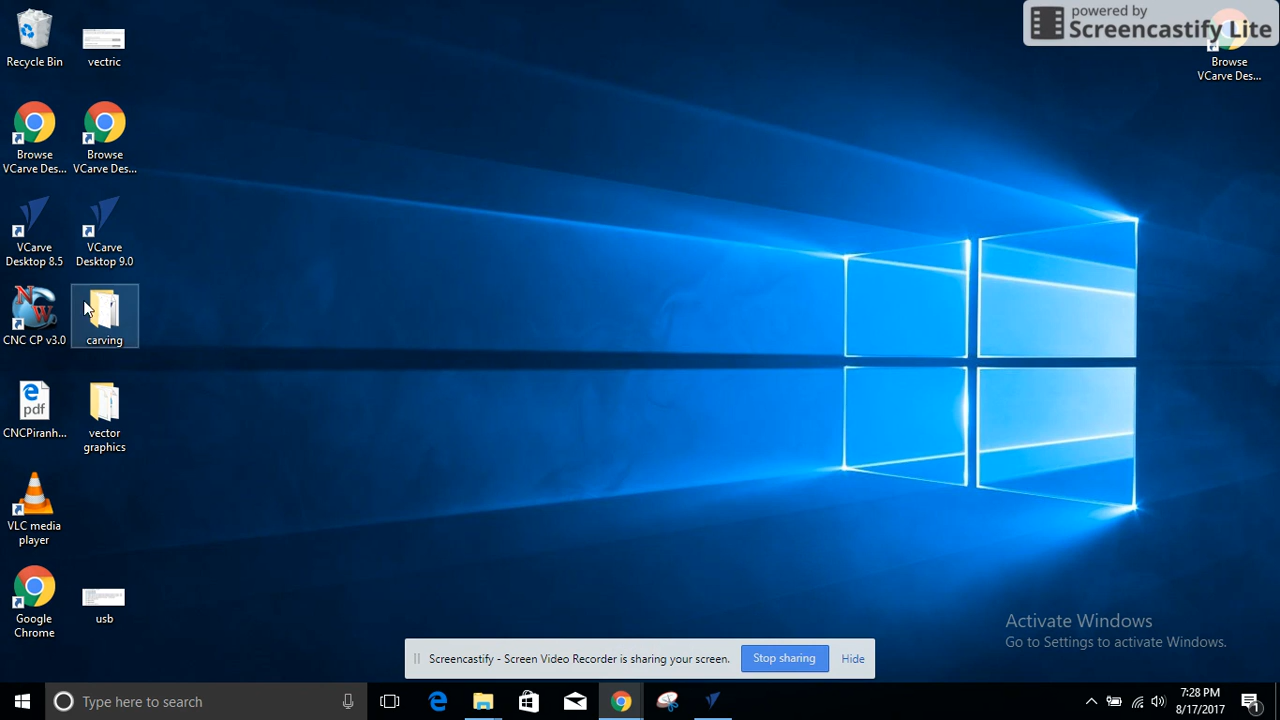 powered by
Screencastify Lite
Recycle Bin
vectric
Browse
VCarve Des...
Browse
VCarve Des...
Browse
VCarve Des...
VCarve
Desktop 8.5
VCarve
Desktop 9.0
NW
CNC CP v3.0
carving
pdf
CNCPiranh...
vector
graphics
VLC media
player
Google
Chrome
usb
Activate Windows
Go to Settings to activate Windows.
Screencastify - Screen Video Recorder is sharing your screen.
Stop sharing
Hide
Type here to search
7:28 PM
8/17/2017
1